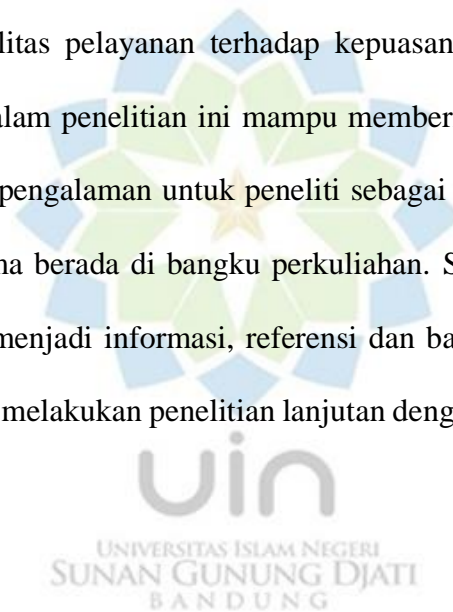 litas pelayanan terhadap kepuasan
alam penelitian ini mampu member
pengalaman untuk peneliti sebagai
na berada di bangku perkuliahan. S
menjadi informasi, referensi dan ba
melakukan penelitian lanjutan deng
uin
UNIVERSITAS ISLAM NEGERI
SUNAN GUNUNG DJATI
BANDUNG